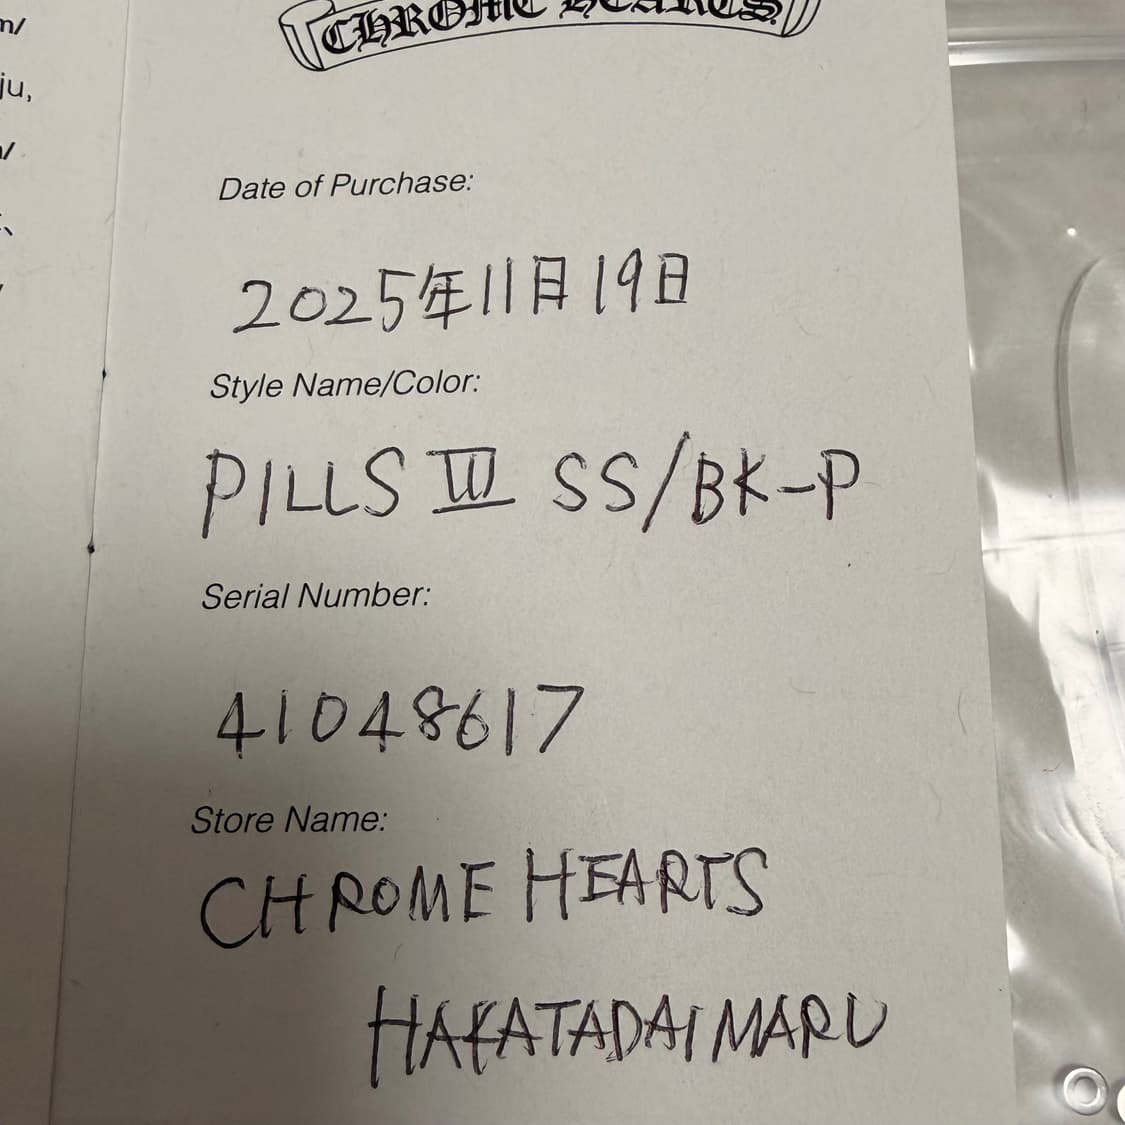 CHROME HEARTS
n/
ju,
Date of Purchase:
2025年11月19日
Style Name/Color:
PILLS III SS/BK-P
Serial Number:
41048617
Store Name:
CHROME HEARTS
HAKATADAIMARU